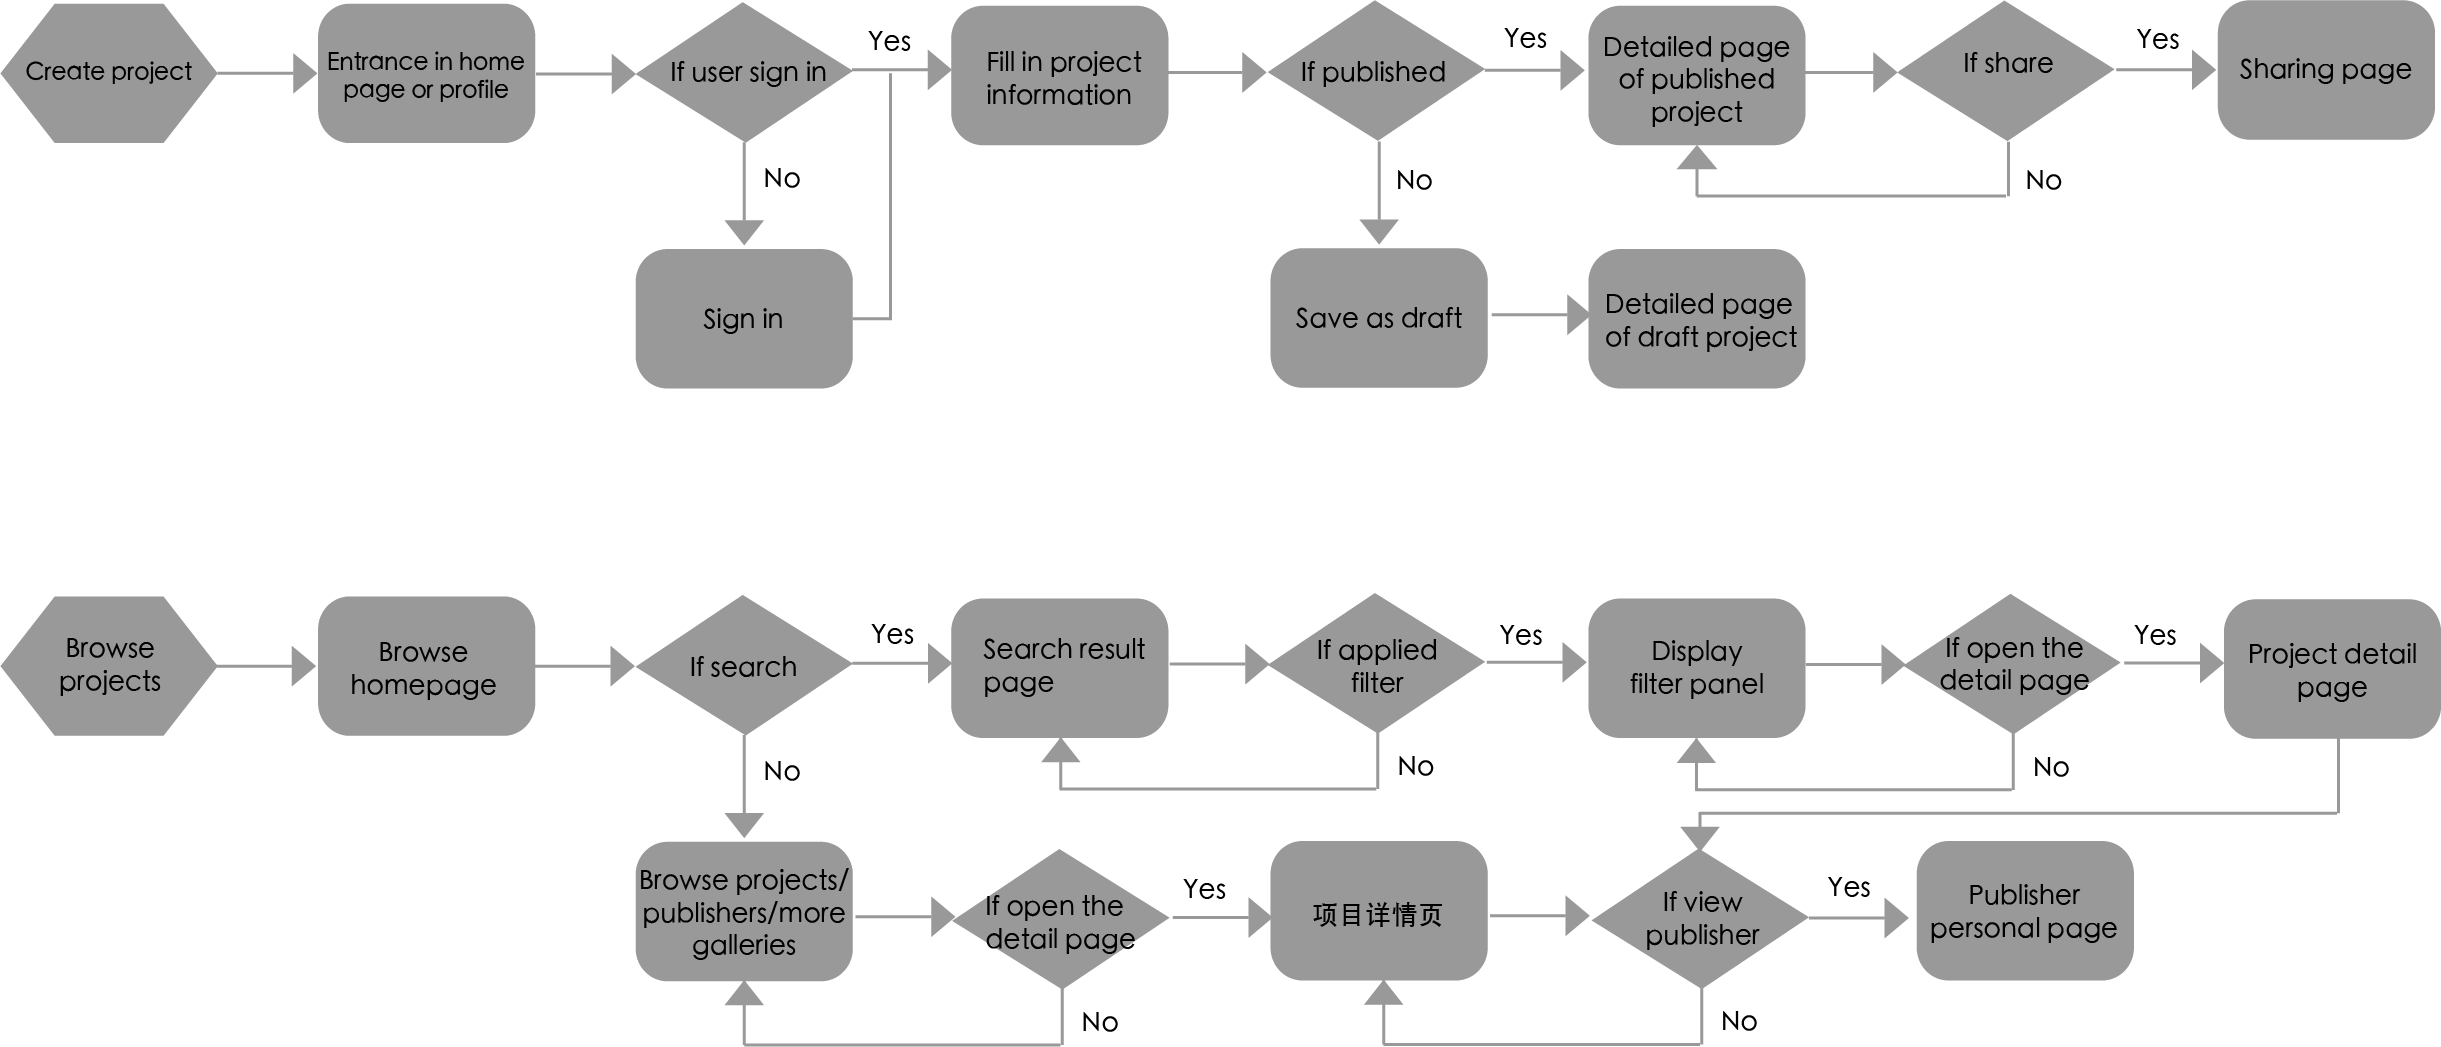 Create project
Entrance in home
page or profile
If user sign in
Yes
Fill in project
information
If published
Yes
Detailed page
of published
project
If share
Yes
Sharing page
No
No
No
Sign in
Save as draft
Detailed page
of draft project
Browse
projects
Browse
homepage
If search
Yes
Search result
page
If applied
filter
Yes
Display
filter panel
If open the
detail page
Yes
Project detail
page
No
No
No
Browse projects/
publishers/more
galleries
If open the
detail page
Yes
项目详情页
If view
publisher
Yes
Publisher
personal page
No
No